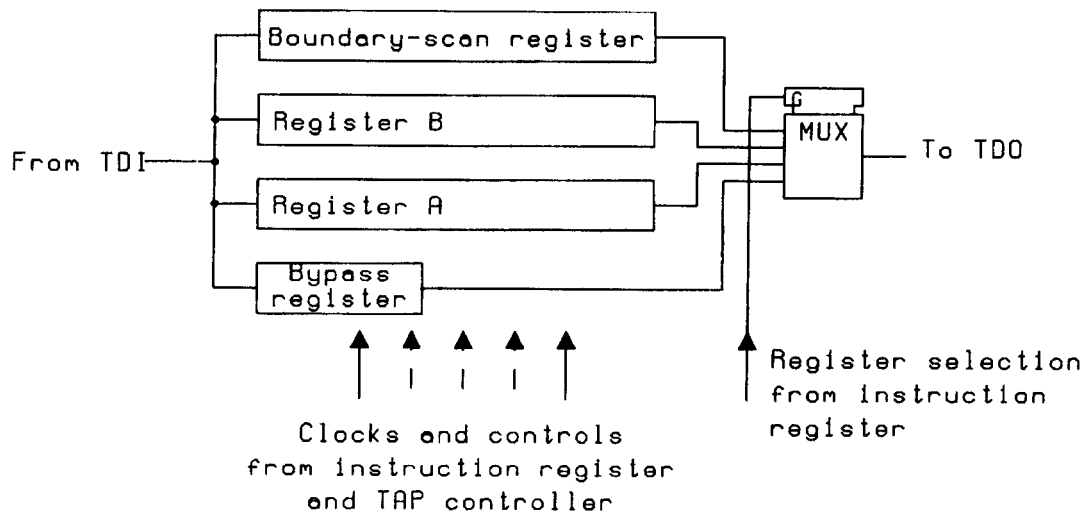 Boundary-scan register
Register B
From TDI
Register A
Bypass
register
G
MUX
To TDO
Clocks and controls
from instruction register
and TAP controller
Register selection
from instruction
register